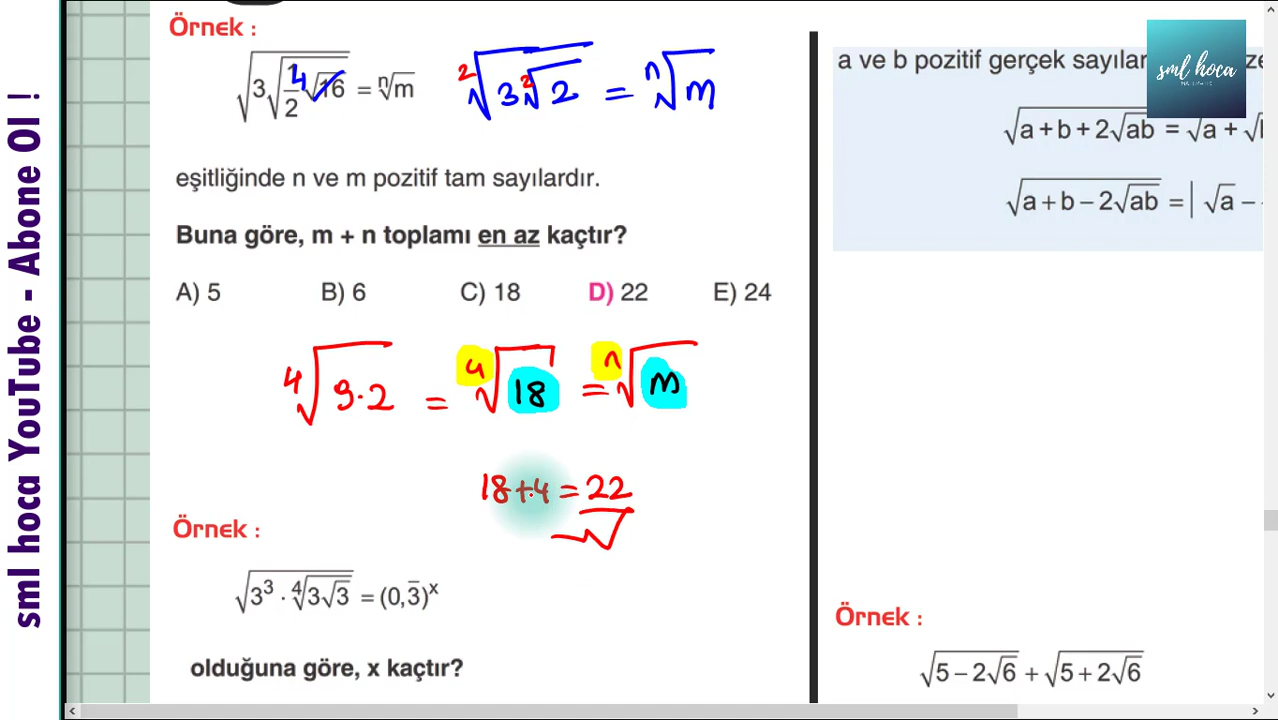 sml hoca YouTube - Abone Ol !
Örnek :
√(3√(1/2 √16)) = ⁿ√m
4
²√(3 ²√2) = ⁿ√m
eşitliğinde n ve m pozitif tam sayılardır.
Buna göre, m + n toplamı en az kaçtır?
A) 5 B) 6 C) 18 D) 22 E) 24
⁴√(9·2) = ⁴√18 = ⁿ√m
18+4 = 22
Örnek :
√(3³ · ⁴√(3√3)) = (0,3̅)ˣ
olduğuna göre, x kaçtır?
a ve b pozitif gerçek sayılar
sml hoca
√(a + b + 2√ab) = √a + √b
√(a + b − 2√ab) = | √a −
Örnek :
√(5 − 2√6) + √(5 + 2√6)